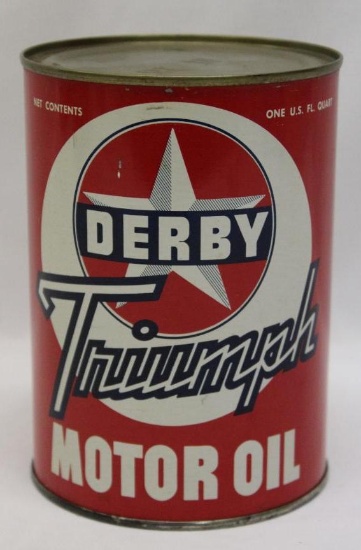 NET CONTENTS ONE U.S. FL. QUART
DERBY
Triumph
MOTOR OIL